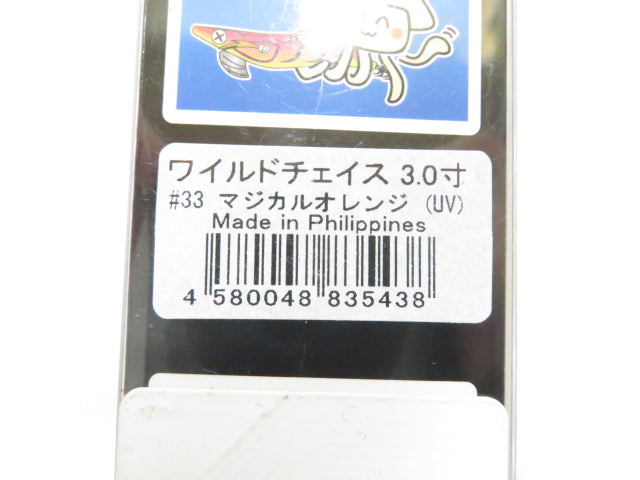 ワイルドチェイス 3.0寸
#33 マジカルオレンジ (UV)
Made in Philippines
4 580048 835438